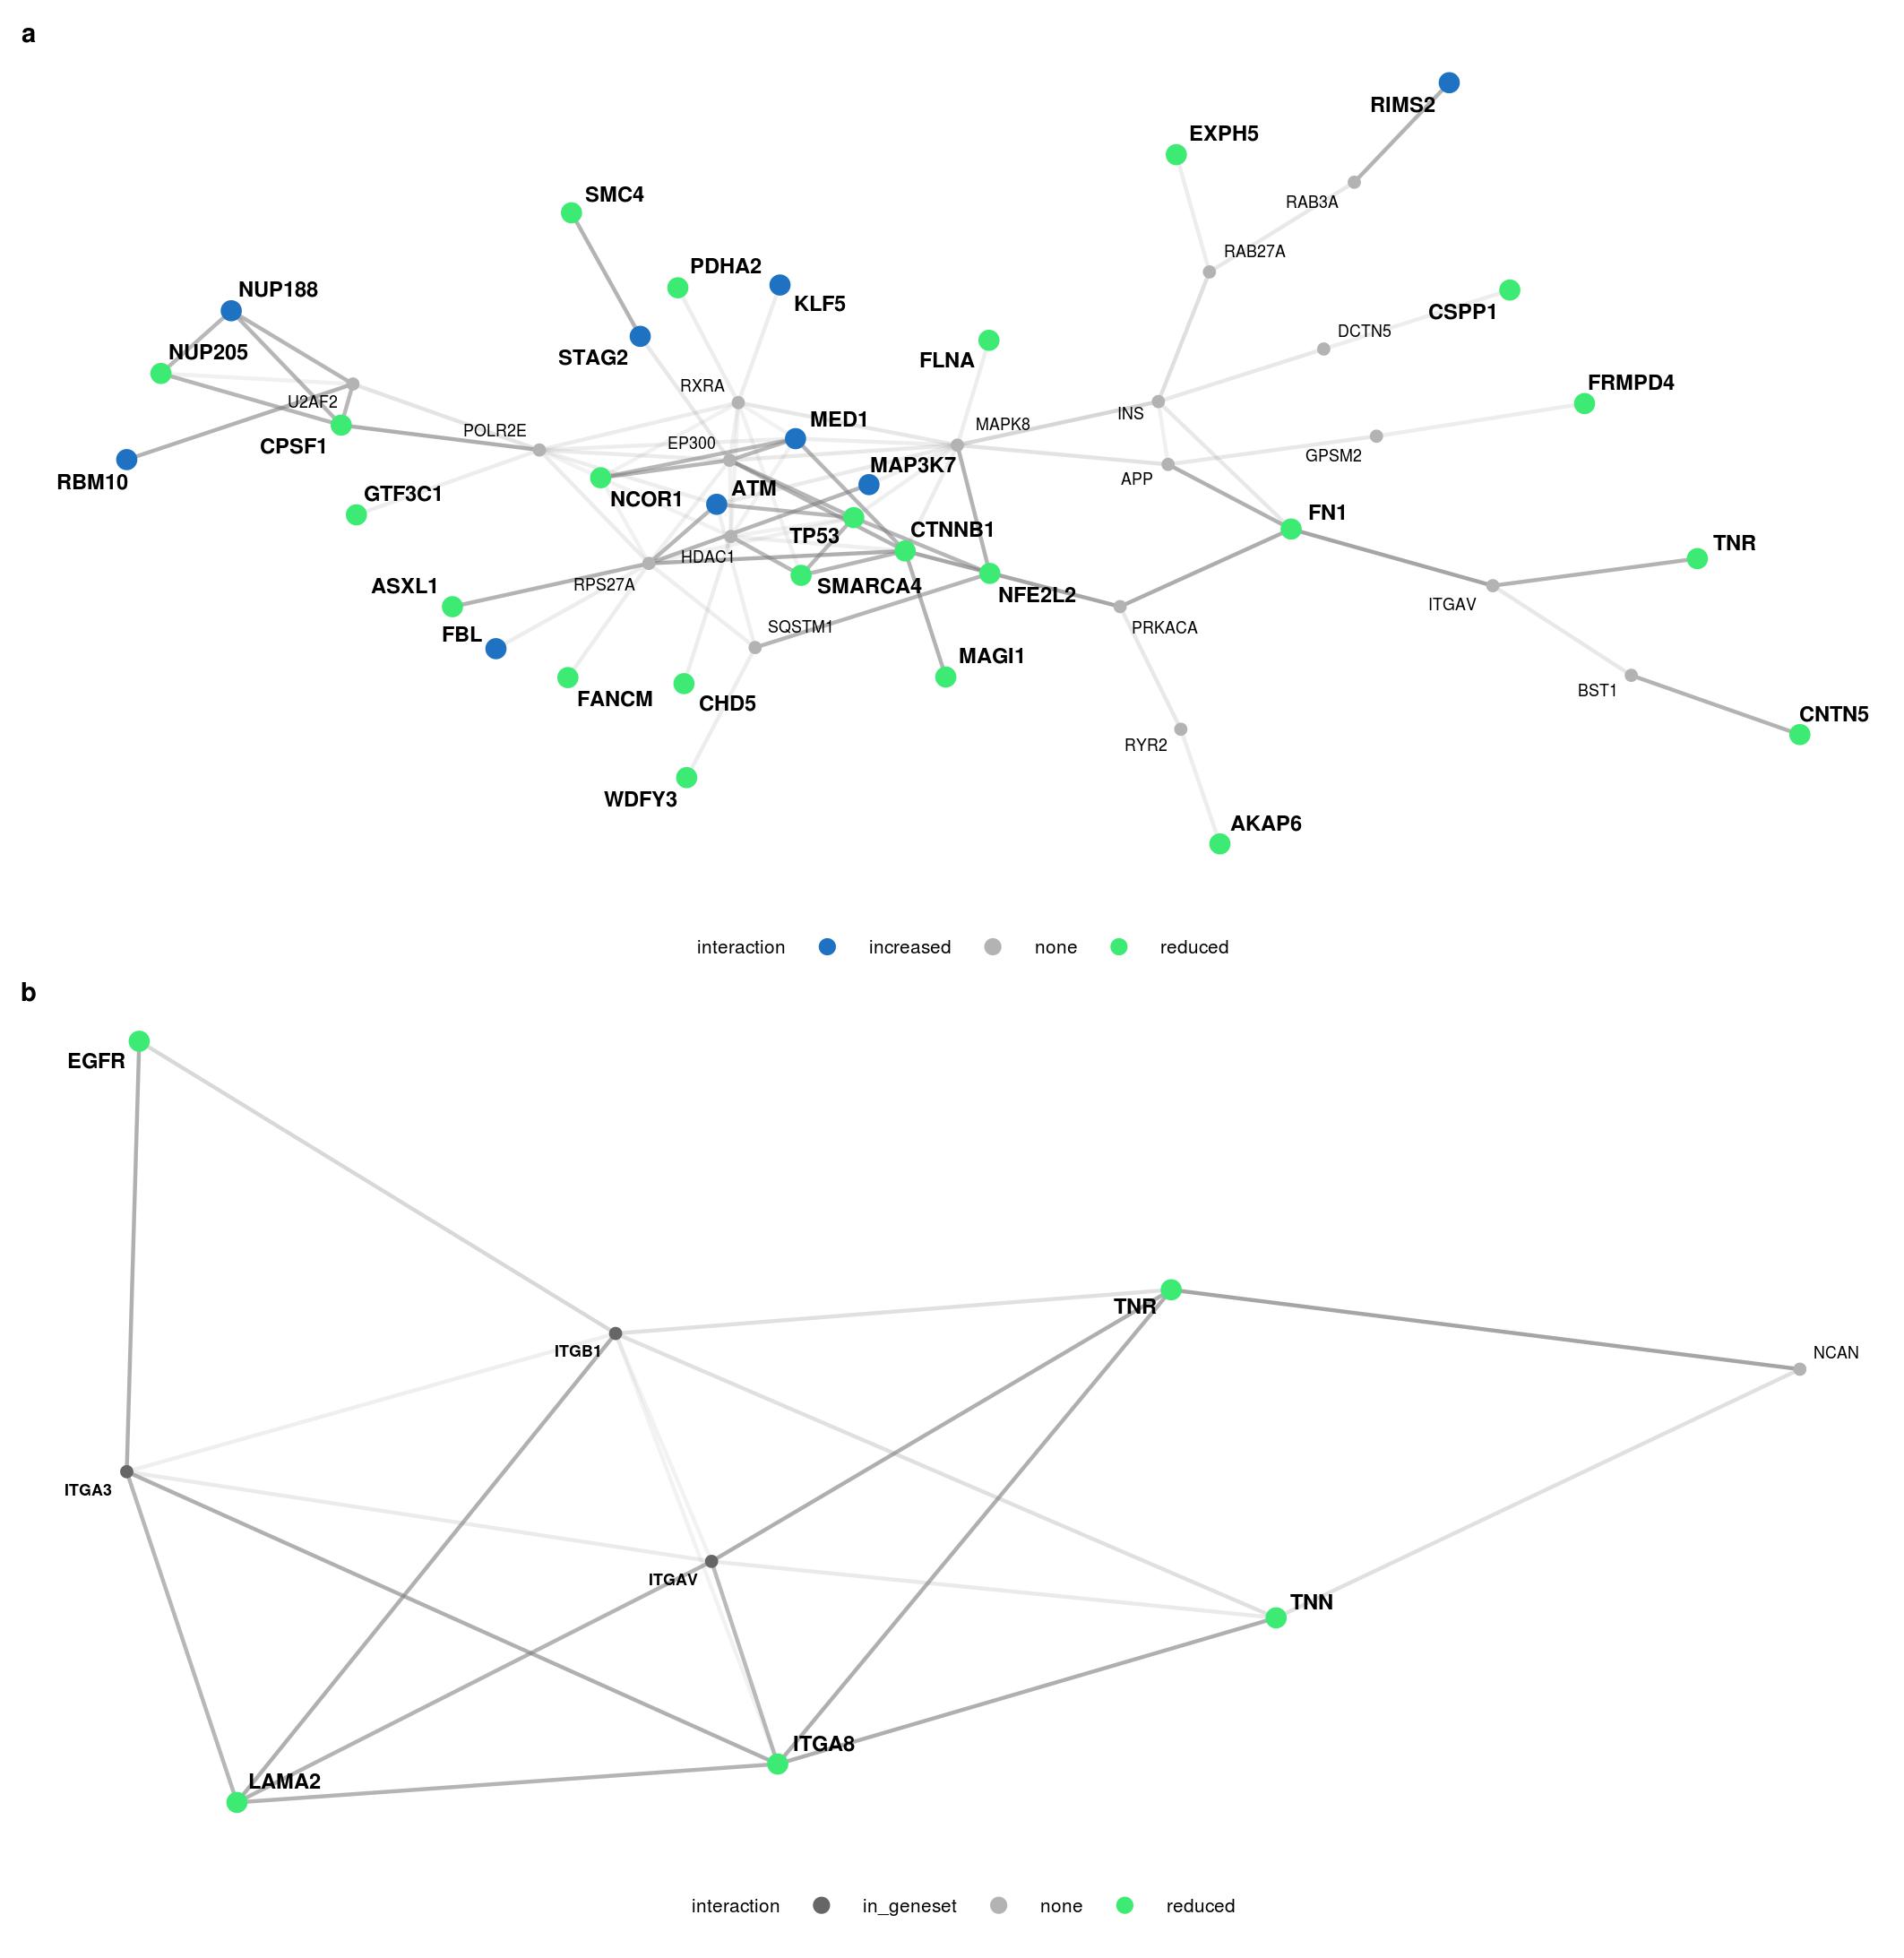 a
RIMS2
EXPH5
SMC4
RAB3A
RAB27A
PDHA2
NUP188
KLF5
CSPP1
DCTN5
NUP205
STAG2
FLNA
RXRA
FRMPD4
U2AF2
INS
MED1
MAPK8
POLR2E
CPSF1
EP300
GPSM2
MAP3K7
APP
RBM10
ATM
GTF3C1
NCOR1
FN1
CTNNB1
TP53
TNR
HDAC1
RPS27A
ASXL1
SMARCA4
NFE2L2
ITGAV
SQSTM1
PRKACA
FBL
MAGI1
BST1
FANCM
CHD5
CNTN5
RYR2
WDFY3
AKAP6
interaction increased none reduced
b
EGFR
TNR
ITGB1
NCAN
ITGA3
ITGAV
TNN
ITGA8
LAMA2
interaction in_geneset none reduced